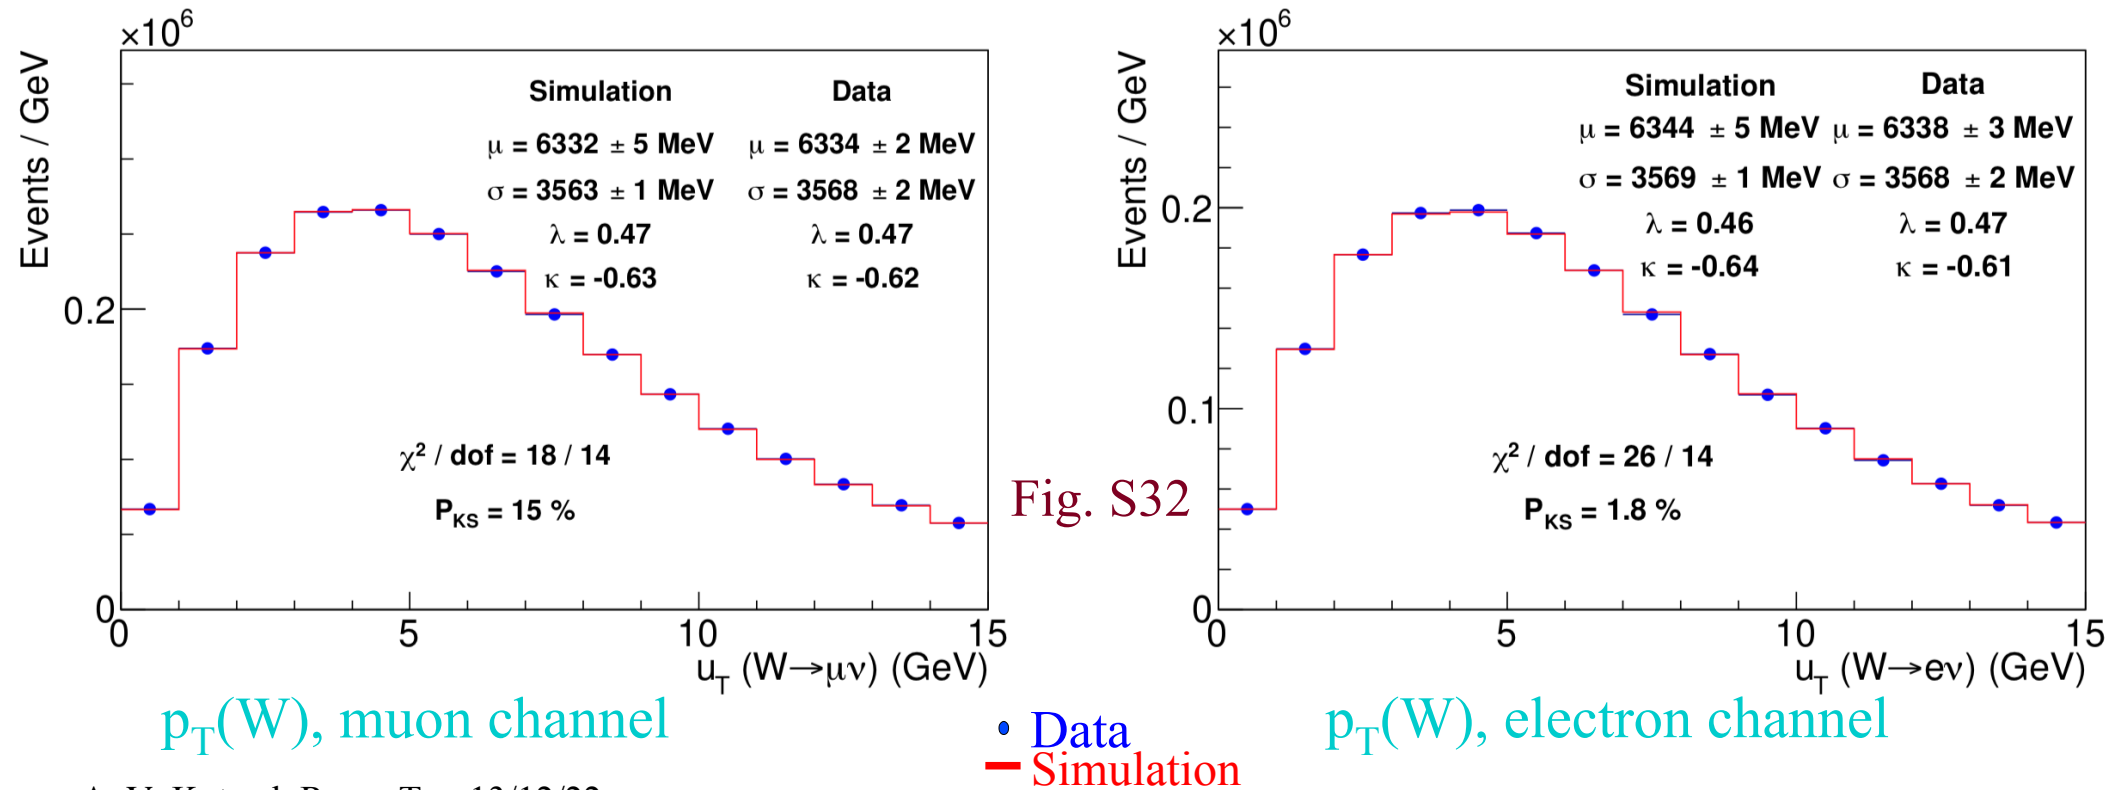 ×10⁶
Events / GeV
Simulation Data
μ = 6332 ± 5 MeV μ = 6334 ± 2 MeV
σ = 3563 ± 1 MeV σ = 3568 ± 2 MeV
λ = 0.47 λ = 0.47
κ = -0.63 κ = -0.62
0.2
χ² / dof = 18 / 14
P_KS = 15 %
0
0 5 10 15
u_T (W→μν) (GeV)
p_T(W), muon channel
Fig. S32
• Data
Simulation
×10⁶
Events / GeV
Simulation Data
μ = 6344 ± 5 MeV μ = 6338 ± 3 MeV
σ = 3569 ± 1 MeV σ = 3568 ± 2 MeV
λ = 0.46 λ = 0.47
κ = -0.64 κ = -0.61
0.2
0.1
χ² / dof = 26 / 14
P_KS = 1.8 %
0
0 5 10 15
u_T (W→eν) (GeV)
p_T(W), electron channel